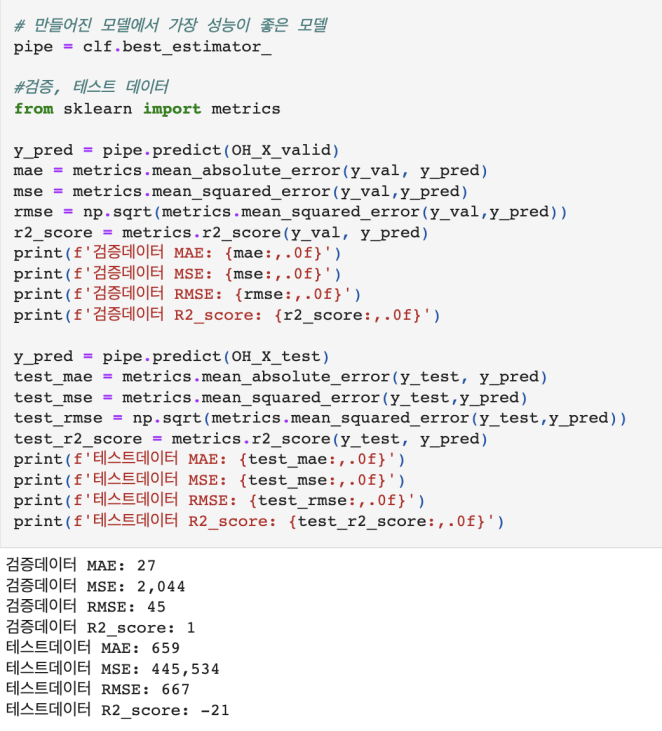 # 만들어진 모델에서 가장 성능이 좋은 모델
pipe = clf.best_estimator_
#검증, 테스트 데이터
from sklearn import metrics
y_pred = pipe.predict(OH_X_valid)
mae = metrics.mean_absolute_error(y_val, y_pred)
mse = metrics.mean_squared_error(y_val,y_pred)
rmse = np.sqrt(metrics.mean_squared_error(y_val,y_pred))
r2_score = metrics.r2_score(y_val, y_pred)
print(f'검증데이터 MAE: {mae:,.0f}')
print(f'검증데이터 MSE: {mse:,.0f}')
print(f'검증데이터 RMSE: {rmse:,.0f}')
print(f'검증데이터 R2_score: {r2_score:,.0f}')
y_pred = pipe.predict(OH_X_test)
test_mae = metrics.mean_absolute_error(y_test, y_pred)
test_mse = metrics.mean_squared_error(y_test,y_pred)
test_rmse = np.sqrt(metrics.mean_squared_error(y_test,y_pred))
test_r2_score = metrics.r2_score(y_test, y_pred)
print(f'테스트데이터 MAE: {test_mae:,.0f}')
print(f'테스트데이터 MSE: {test_mse:,.0f}')
print(f'테스트데이터 RMSE: {test_rmse:,.0f}')
print(f'테스트데이터 R2_score: {test_r2_score:,.0f}')
검증데이터 MAE: 27
검증데이터 MSE: 2,044
검증데이터 RMSE: 45
검증데이터 R2_score: 1
테스트데이터 MAE: 659
테스트데이터 MSE: 445,534
테스트데이터 RMSE: 667
테스트데이터 R2_score: -21